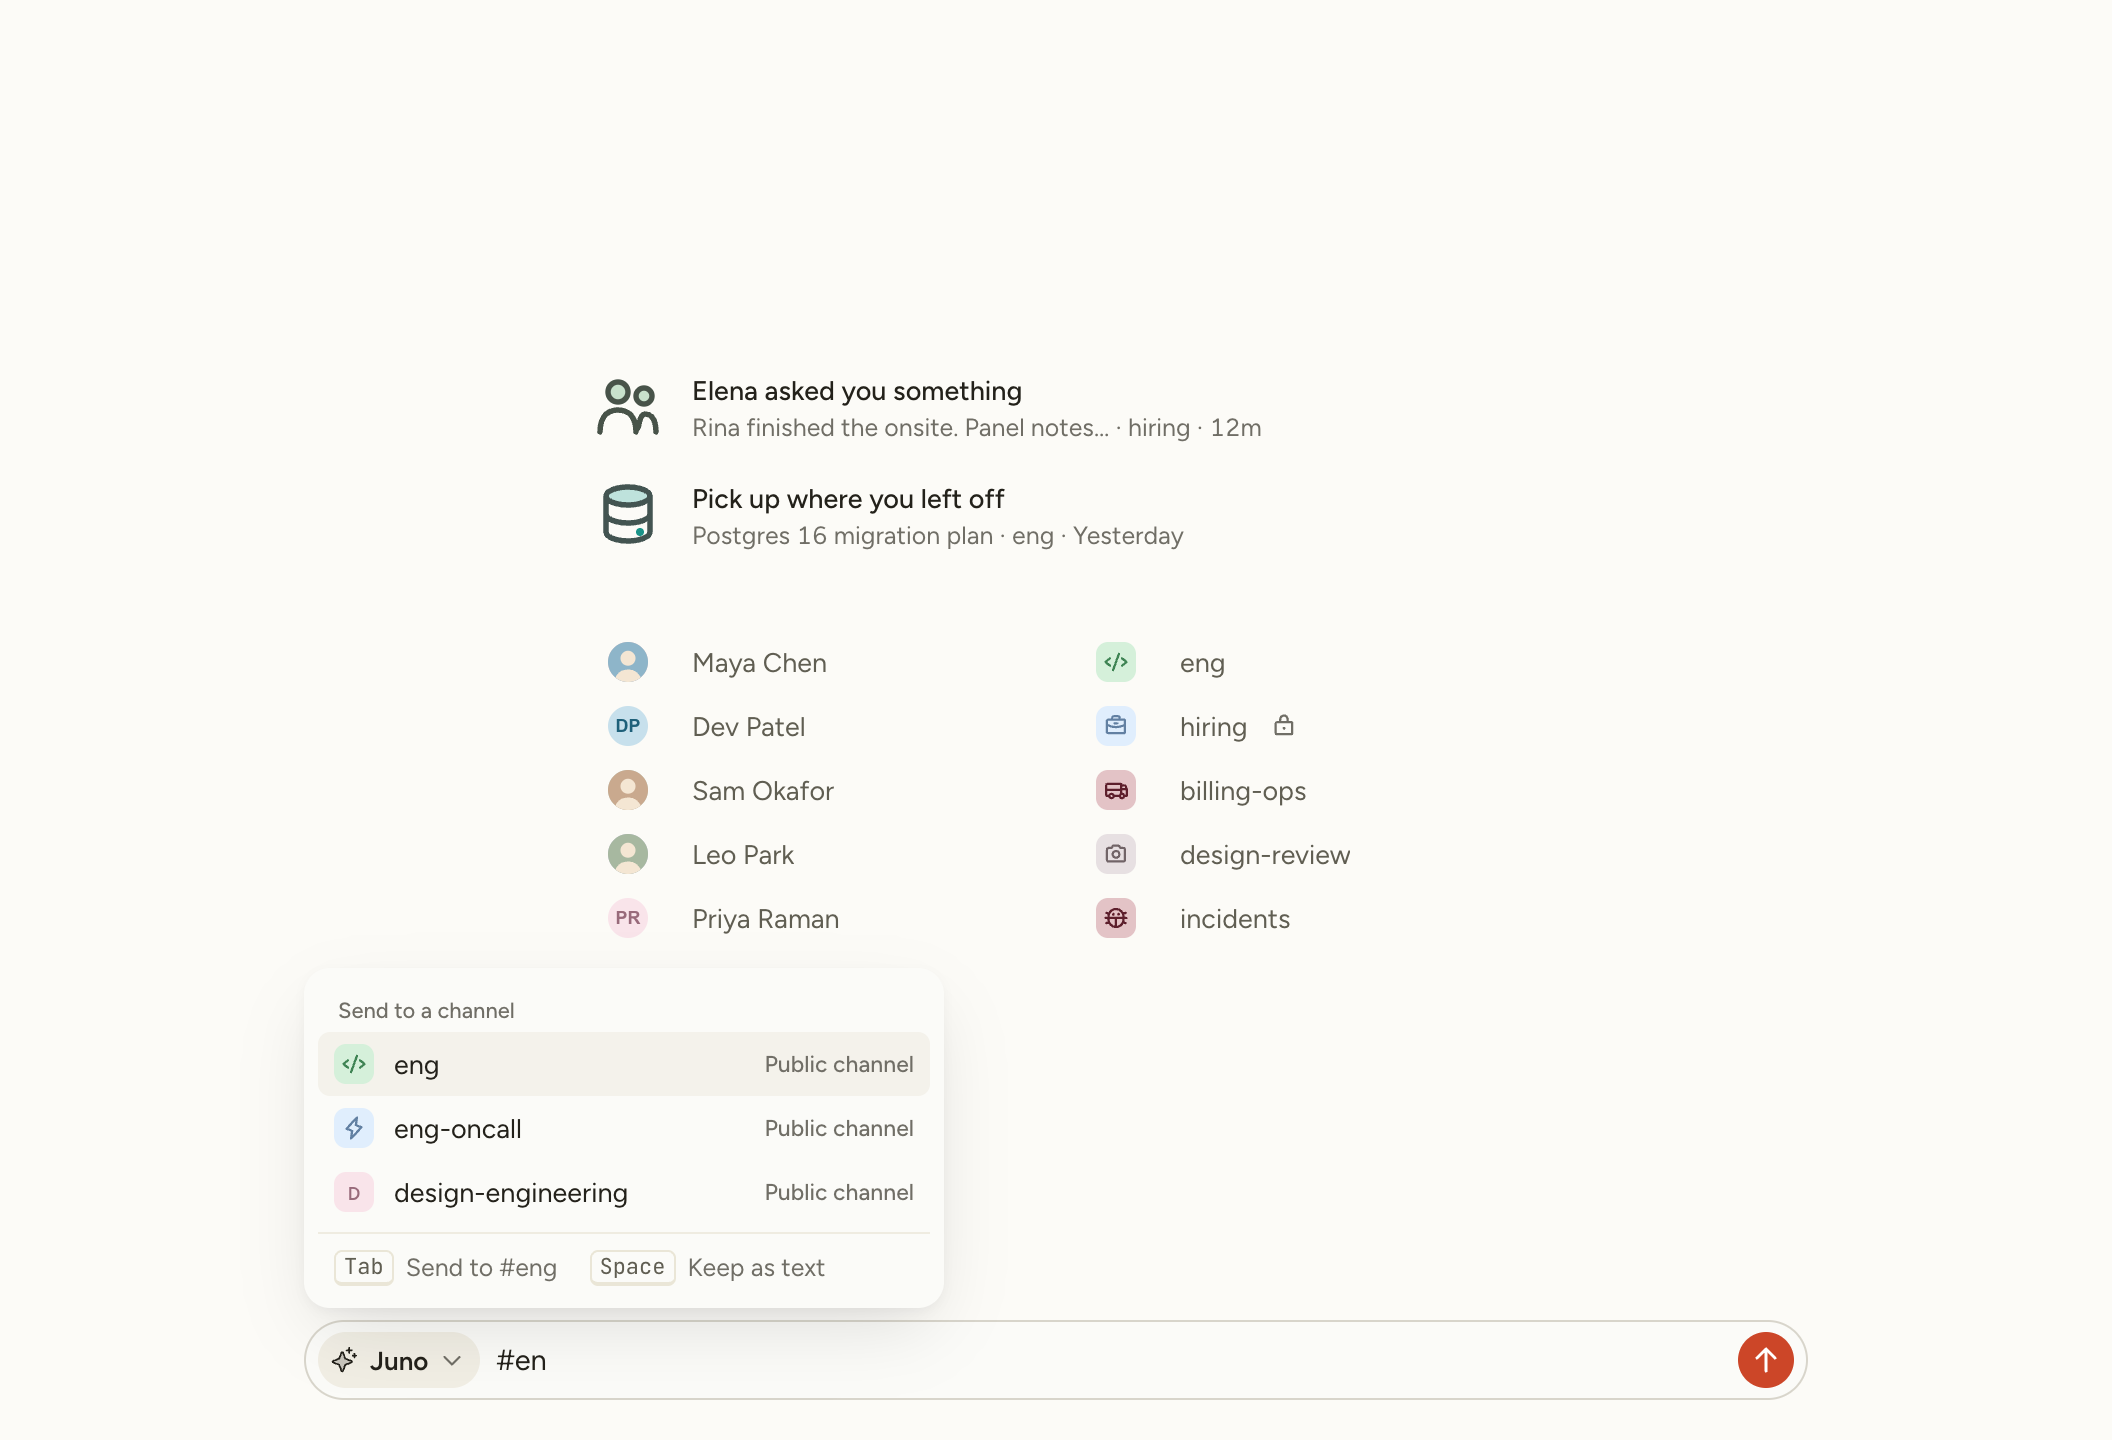 Elena asked you something
Rina finished the onsite. Panel notes... · hiring · 12m
Pick up where you left off
Postgres 16 migration plan · eng · Yesterday
Maya Chen
eng
DP Dev Patel
hiring
Sam Okafor
billing-ops
Leo Park
design-review
PR Priya Raman
incidents
Send to a channel
eng Public channel
eng-oncall Public channel
D design-engineering Public channel
Tab Send to #eng Space Keep as text
Juno #en